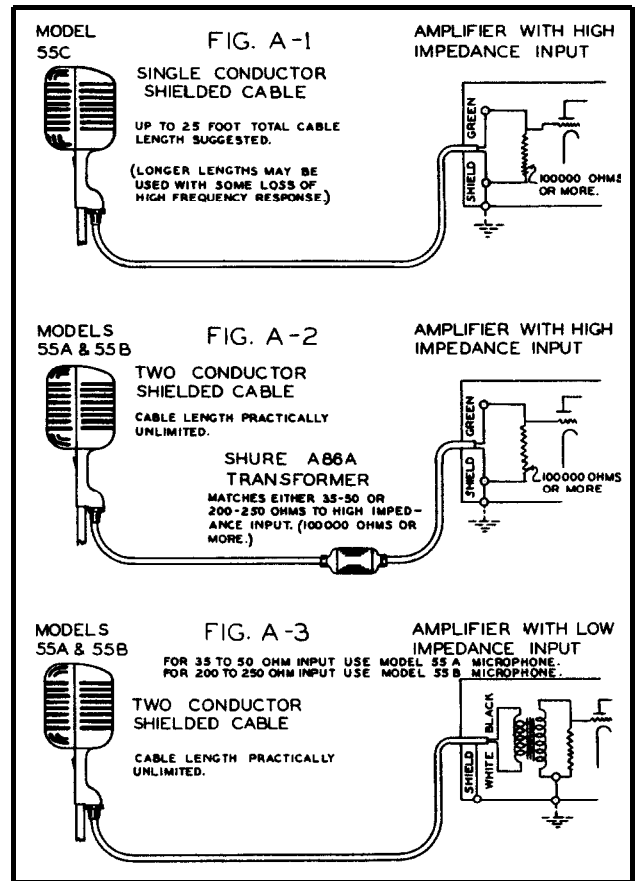 MODEL
55C
FIG. A-1
AMPLIFIER WITH HIGH
IMPEDANCE INPUT
SINGLE CONDUCTOR
SHIELDED CABLE
UP TO 25 FOOT TOTAL CABLE
LENGTH SUGGESTED.
(LONGER LENGTHS MAY BE
USED WITH SOME LOSS OF
HIGH FREQUENCY RESPONSE.)
GREEN
SHIELD
100000 OHMS
OR MORE.
MODELS
55A & 55B
FIG. A-2
AMPLIFIER WITH HIGH
IMPEDANCE INPUT
TWO CONDUCTOR
SHIELDED CABLE
CABLE LENGTH PRACTICALLY
UNLIMITED.
SHURE A86A
TRANSFORMER
MATCHES EITHER 35-50 OR
200-250 OHMS TO HIGH IMPED-
ANCE INPUT. (100000 OHMS OR
MORE.)
GREEN
SHIELD
100000 OHMS
OR MORE
MODELS
55A & 55B
FIG. A-3
AMPLIFIER WITH LOW
IMPEDANCE INPUT
FOR 35 TO 50 OHM INPUT USE MODEL 55A MICROPHONE.
FOR 200 TO 250 OHM INPUT USE MODEL 55B MICROPHONE.
TWO CONDUCTOR
SHIELDED CABLE
CABLE LENGTH PRACTICALLY
UNLIMITED.
SHIELD
WHITE
BLACK